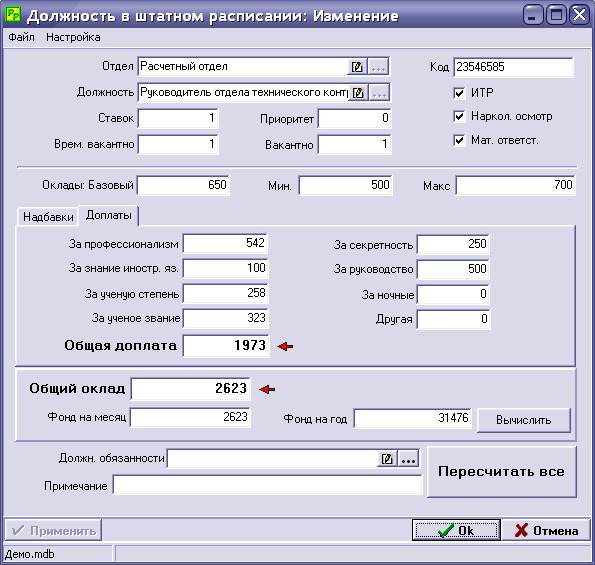 Должность в штатном расписании: Изменение
Файл Настройка
Отдел Расчетный отдел ... Код 23546585
Должность Руководитель отдела технического контр ... ИТР
Ставок 1 Приоритет 0 Наркол. осмотр
Врем. вакантно 1 Вакантно 1 Мат. ответст.
Оклады: Базовый 650 Мин. 500 Макс 700
Надбавки Доплаты
За профессионализм 542 За секретность 250
За знание иностр. яз. 100 За руководство 500
За ученую степень 258 За ночные 0
За ученое звание 323 Другая 0
Общая доплата 1973
Общий оклад 2623
Фонд на месяц 2623 Фонд на год 31476 Вычислить
Должн. обязанности ... Пересчитать все
Примечание
Применить Ok Отмена
Демо.mdb